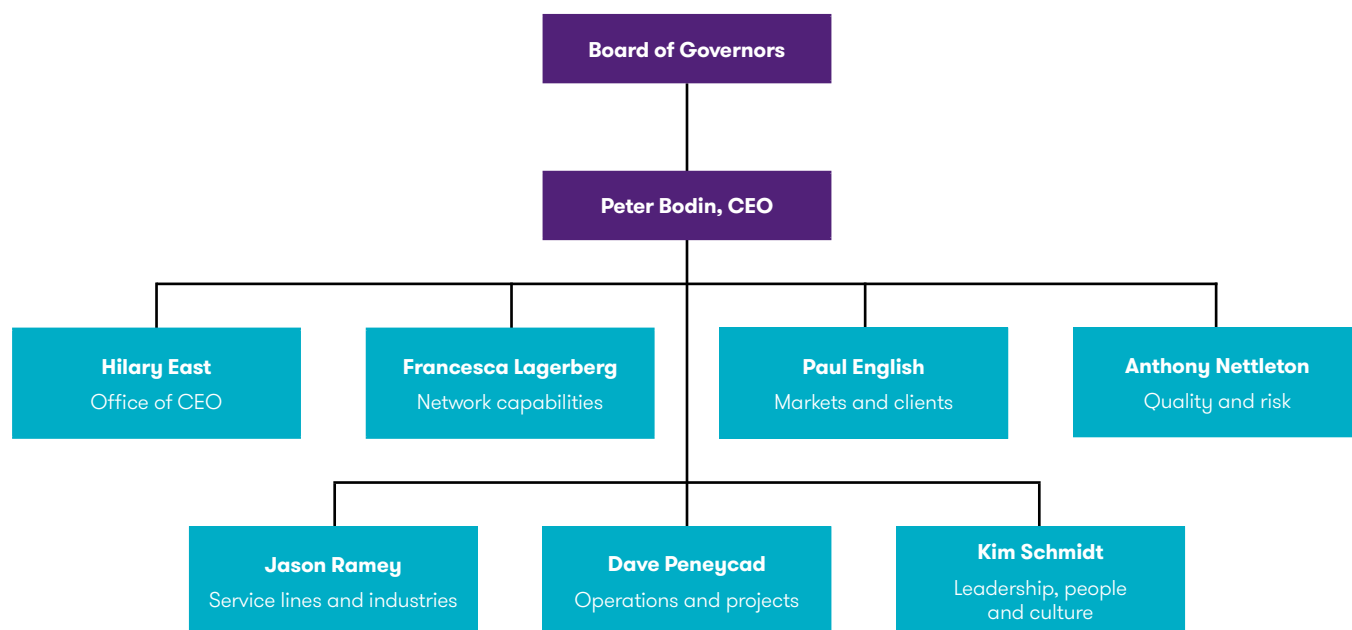 Board of Governors
Peter Bodin, CEO
Hilary East
Office of CEO
Francesca Lagerberg
Network capabilities
Paul English
Markets and clients
Anthony Nettleton
Quality and risk
Jason Ramey
Service lines and industries
Dave Peneycad
Operations and projects
Kim Schmidt
Leadership, people
and culture